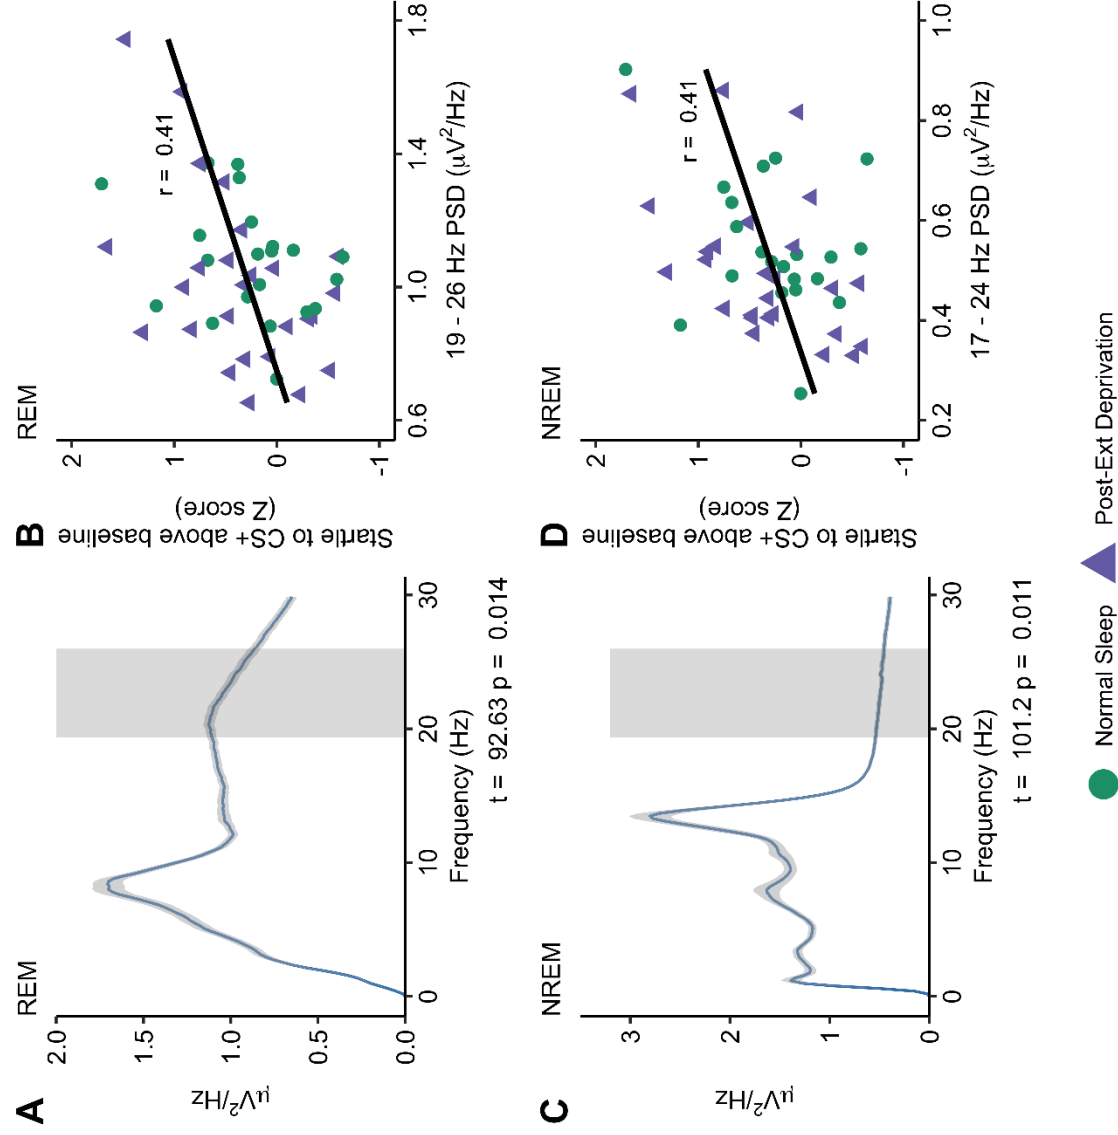 A
REM
2.0
1.5
1.0
0.5
0
μV²/Hz
0
10
20
30
Frequency (Hz)
t = 92.63 p = 0.014
B
REM
2
1
0
-1
Startle to CS+ above baseline
(Z score)
r = 0.41
0.6
1.0
1.4
1.8
19 - 26 Hz PSD (μV²/Hz)
C
NREM
3
2
1
0
μV²/Hz
0
10
20
30
Frequency (Hz)
t = 101.2 p = 0.011
D
NREM
2
1
0
-1
Startle to CS+ above baseline
(Z score)
r = 0.41
0.2
0.4
0.6
0.8
1.0
17 - 24 Hz PSD (μV²/Hz)
Normal Sleep
Post-Ext Deprivation